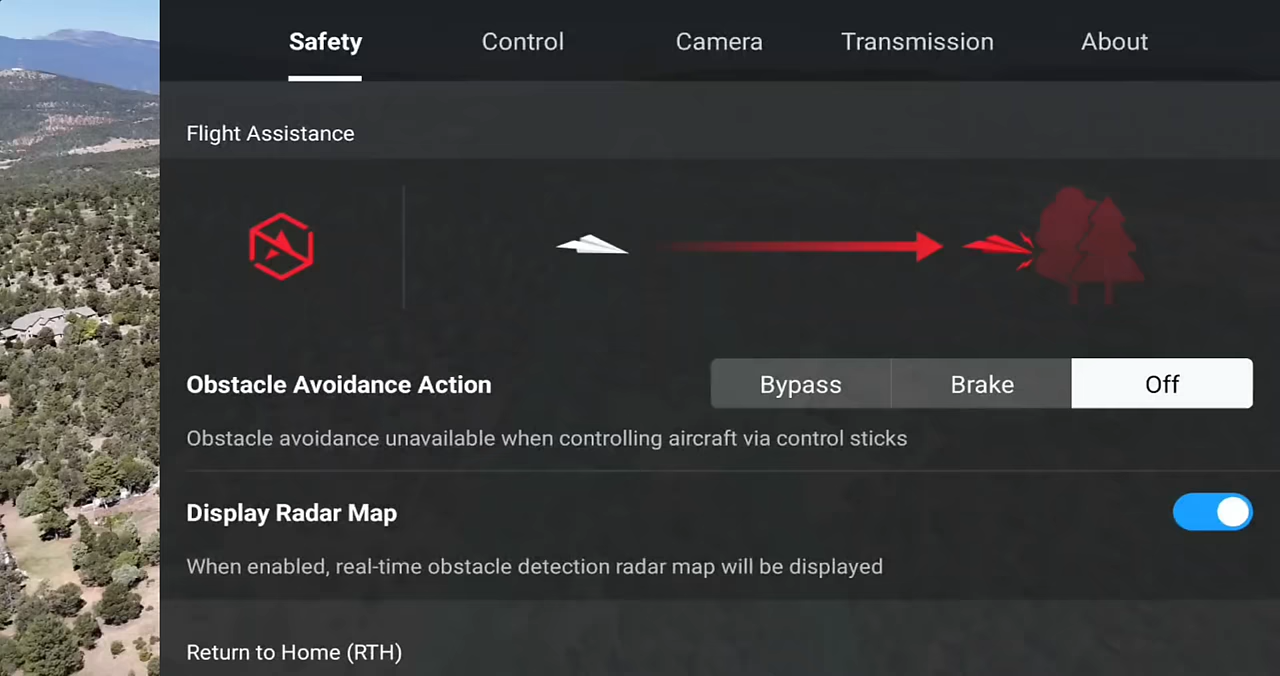 Safety Control Camera Transmission About
Flight Assistance
Obstacle Avoidance Action Bypass Brake Off
Obstacle avoidance unavailable when controlling aircraft via control sticks
Display Radar Map
When enabled, real-time obstacle detection radar map will be displayed
Return to Home (RTH)